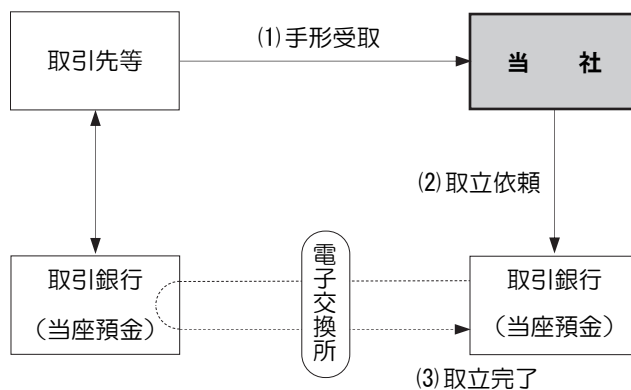 (1)手形受取
取引先等
当 社
(2)取立依頼
電子交換所
取引銀行
(当座預金)
取引銀行
(当座預金)
(3)取立完了